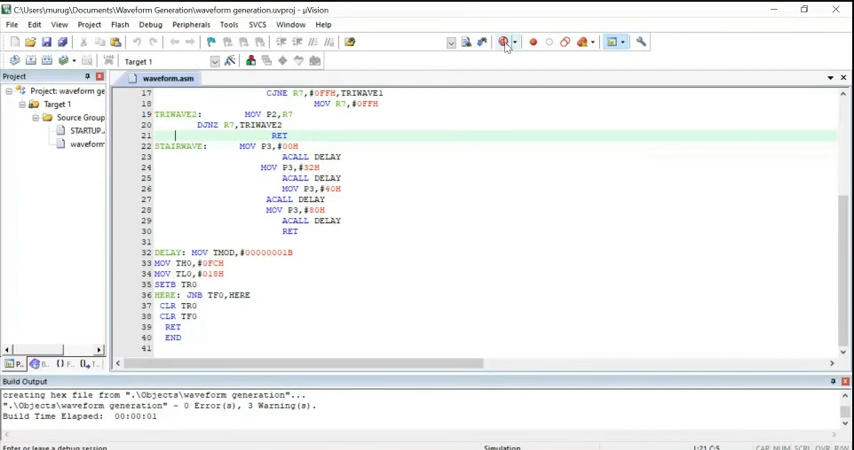 C:\Users\murug\Documents\Waveform Generation\waveform generation.uvproj - µVision
File Edit View Project Flash Debug Peripherals Tools SVCS Window Help
Target 1
Project
waveform.asm
Project: waveform ge
Target 1
Source Group
STARTUP.
waveform
17 CJNE R7,#0FFH,TRIWAVE1
18 MOV R7,#0FFH
19 TRIWAVE2: MOV P2,R7
20 DJNZ R7,TRIWAVE2
21 RET
22 STAIRWAVE: MOV P3,#00H
23 ACALL DELAY
24 MOV P3,#32H
25 ACALL DELAY
26 MOV P3,#40H
27 ACALL DELAY
28 MOV P3,#80H
29 ACALL DELAY
30 RET
31
32 DELAY: MOV TMOD,#00000001B
33 MOV TH0,#0FCH
34 MOV TL0,#018H
35 SETB TR0
36 HERE: JNB TF0,HERE
37 CLR TR0
38 CLR TF0
39 RET
40 END
41
P... B... {} F... T...
Build Output
creating hex file from ".\Objects\waveform generation"...
".\Objects\waveform generation" - 0 Error(s), 3 Warning(s).
Build Time Elapsed: 00:00:01
Enter or leave a debug session Simulation L:21 C:5 CAP NUM SCRL OVR R/W